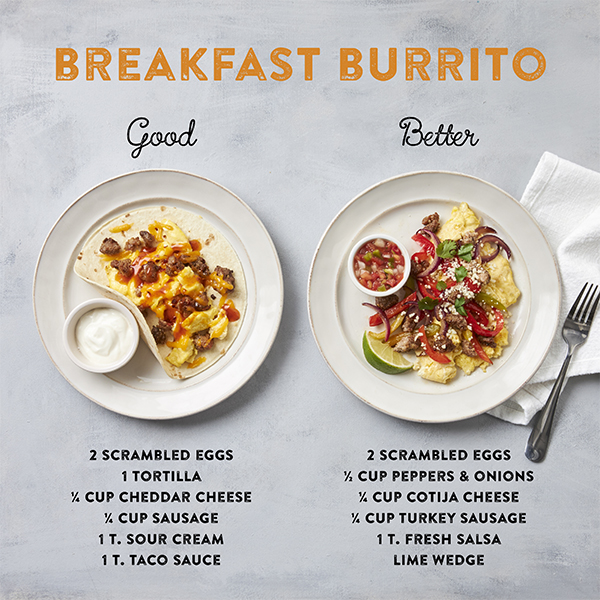 BREAKFAST BURRITO
Good
Better
2 SCRAMBLED EGGS
1 TORTILLA
¼ CUP CHEDDAR CHEESE
¼ CUP SAUSAGE
1 T. SOUR CREAM
1 T. TACO SAUCE
2 SCRAMBLED EGGS
½ CUP PEPPERS & ONIONS
¼ CUP COTIJA CHEESE
¼ CUP TURKEY SAUSAGE
1 T. FRESH SALSA
LIME WEDGE